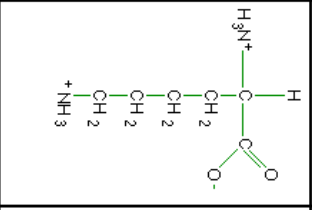 H
O
H₃N⁺ C C
CH₂ O⁻
CH₂
CH₂
CH₂
⁺NH₃